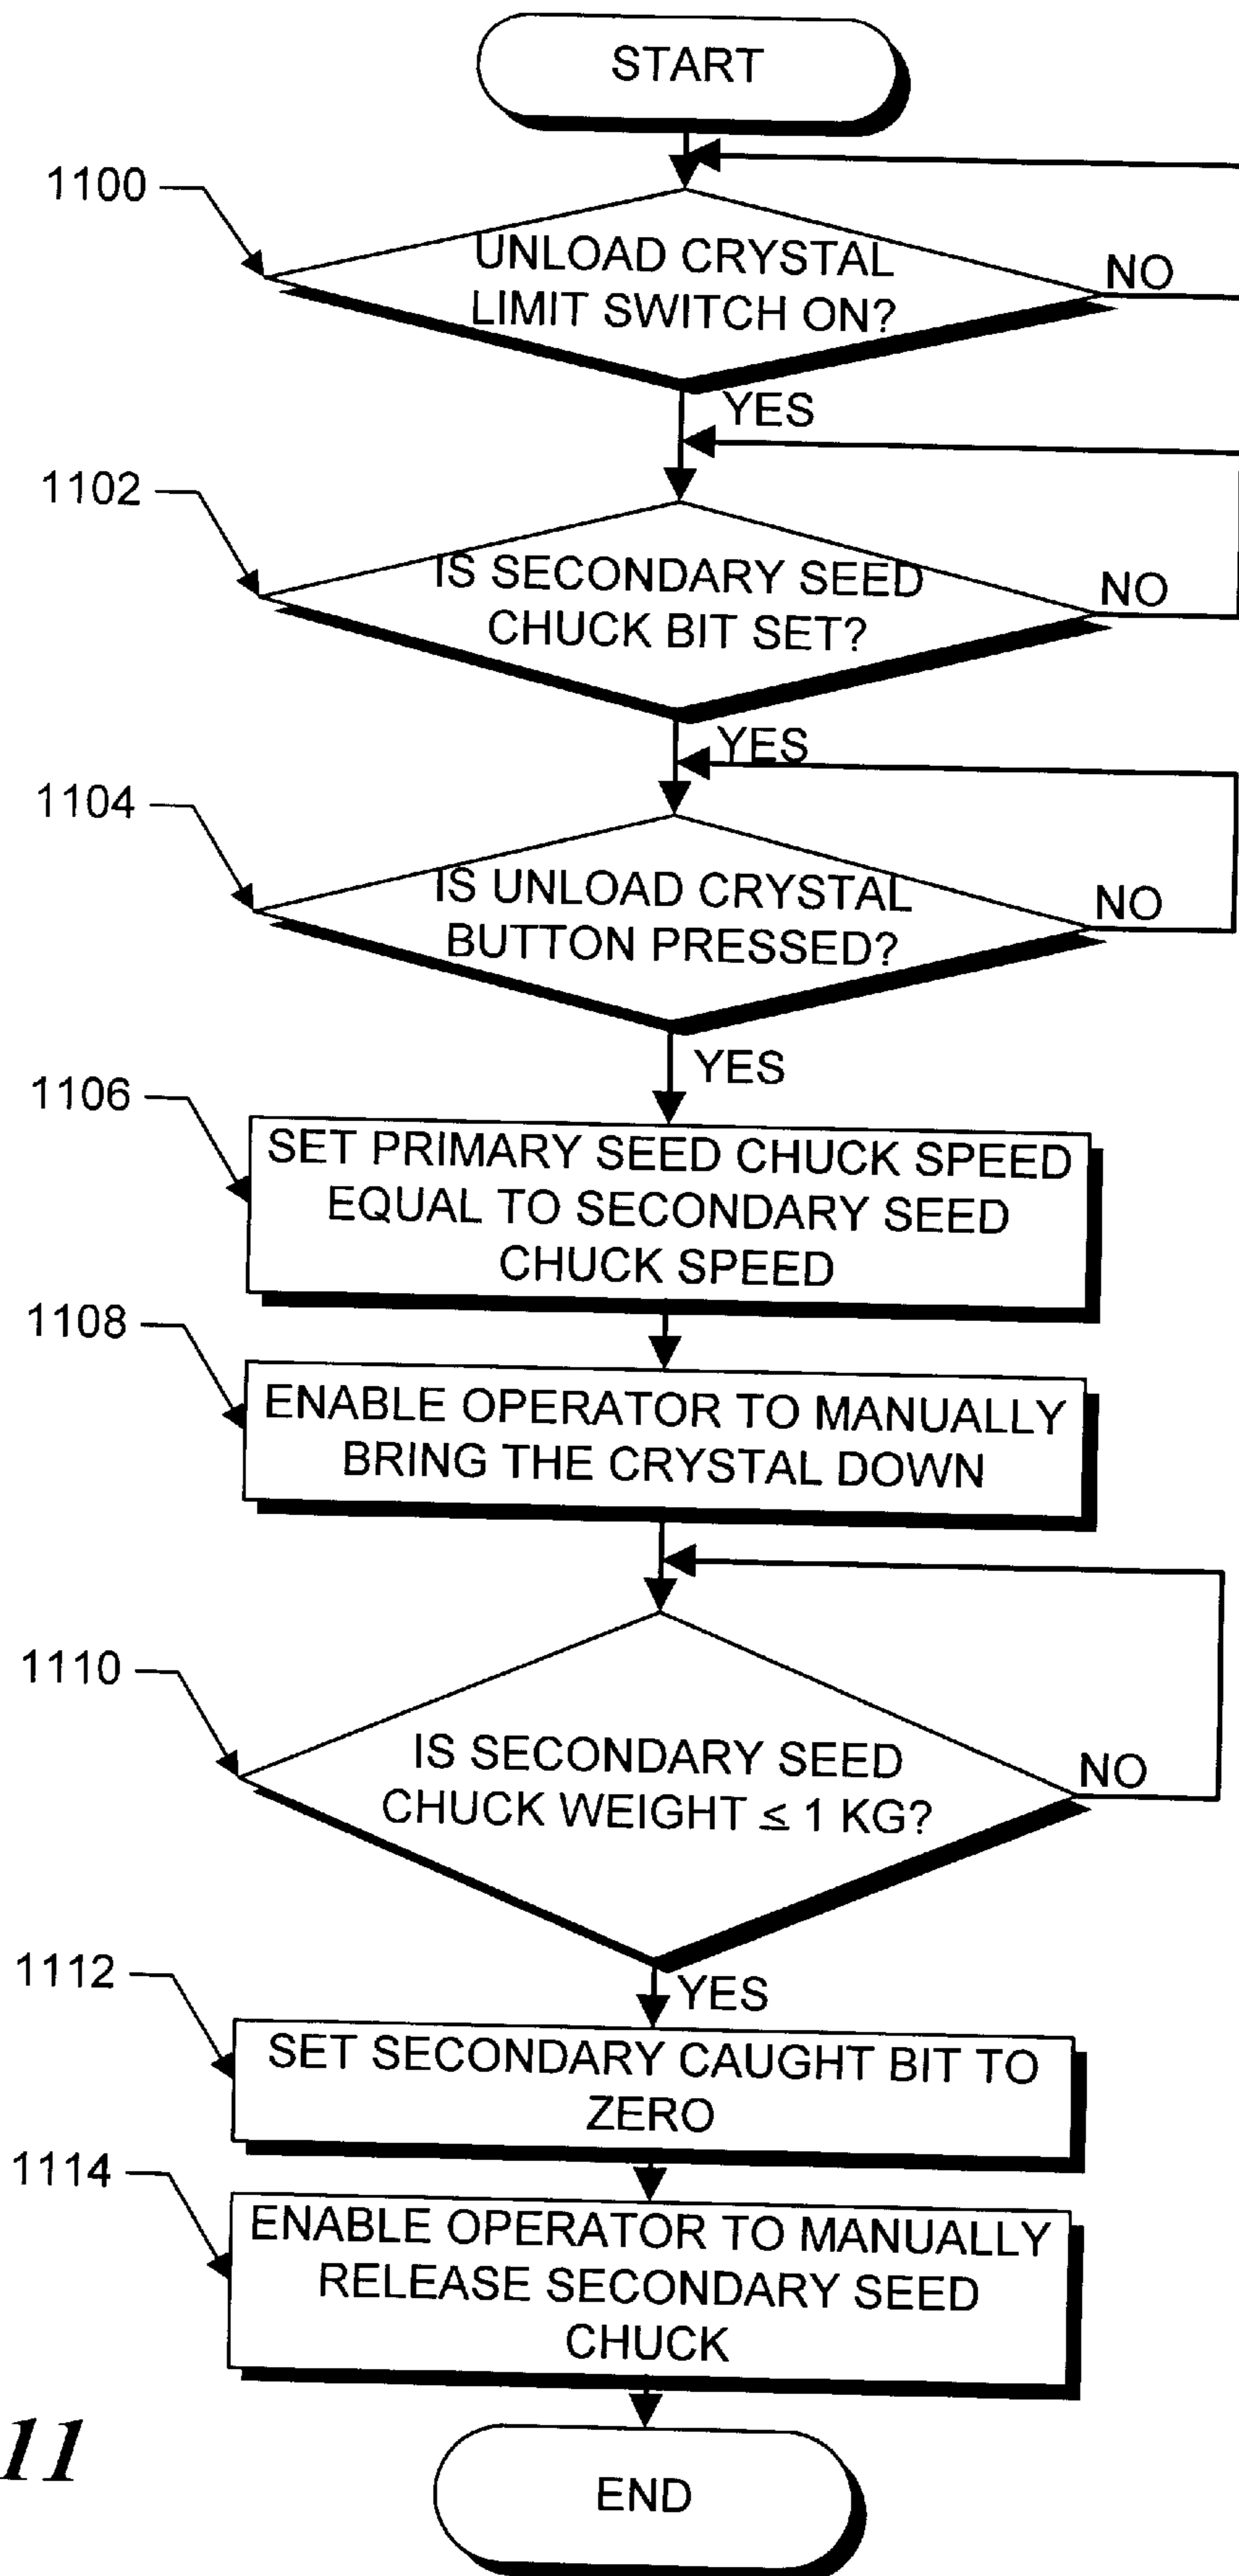 START
1100
UNLOAD CRYSTAL
LIMIT SWITCH ON?
NO
YES
1102
IS SECONDARY SEED
CHUCK BIT SET?
NO
YES
1104
IS UNLOAD CRYSTAL
BUTTON PRESSED?
NO
YES
1106
SET PRIMARY SEED CHUCK SPEED
EQUAL TO SECONDARY SEED
CHUCK SPEED
1108
ENABLE OPERATOR TO MANUALLY
BRING THE CRYSTAL DOWN
1110
IS SECONDARY SEED
CHUCK WEIGHT ≤ 1 KG?
NO
YES
1112
SET SECONDARY CAUGHT BIT TO
ZERO
1114
ENABLE OPERATOR TO MANUALLY
RELEASE SECONDARY SEED
CHUCK
11
END